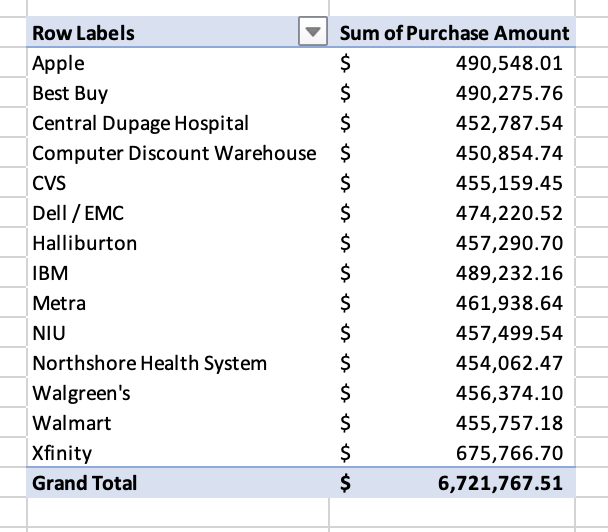 Row Labels Sum of Purchase Amount
Apple $ 490,548.01
Best Buy $ 490,275.76
Central Dupage Hospital $ 452,787.54
Computer Discount Warehouse $ 450,854.74
CVS $ 455,159.45
Dell / EMC $ 474,220.52
Halliburton $ 457,290.70
IBM $ 489,232.16
Metra $ 461,938.64
NIU $ 457,499.54
Northshore Health System $ 454,062.47
Walgreen's $ 456,374.10
Walmart $ 455,757.18
Xfinity $ 675,766.70
Grand Total $ 6,721,767.51